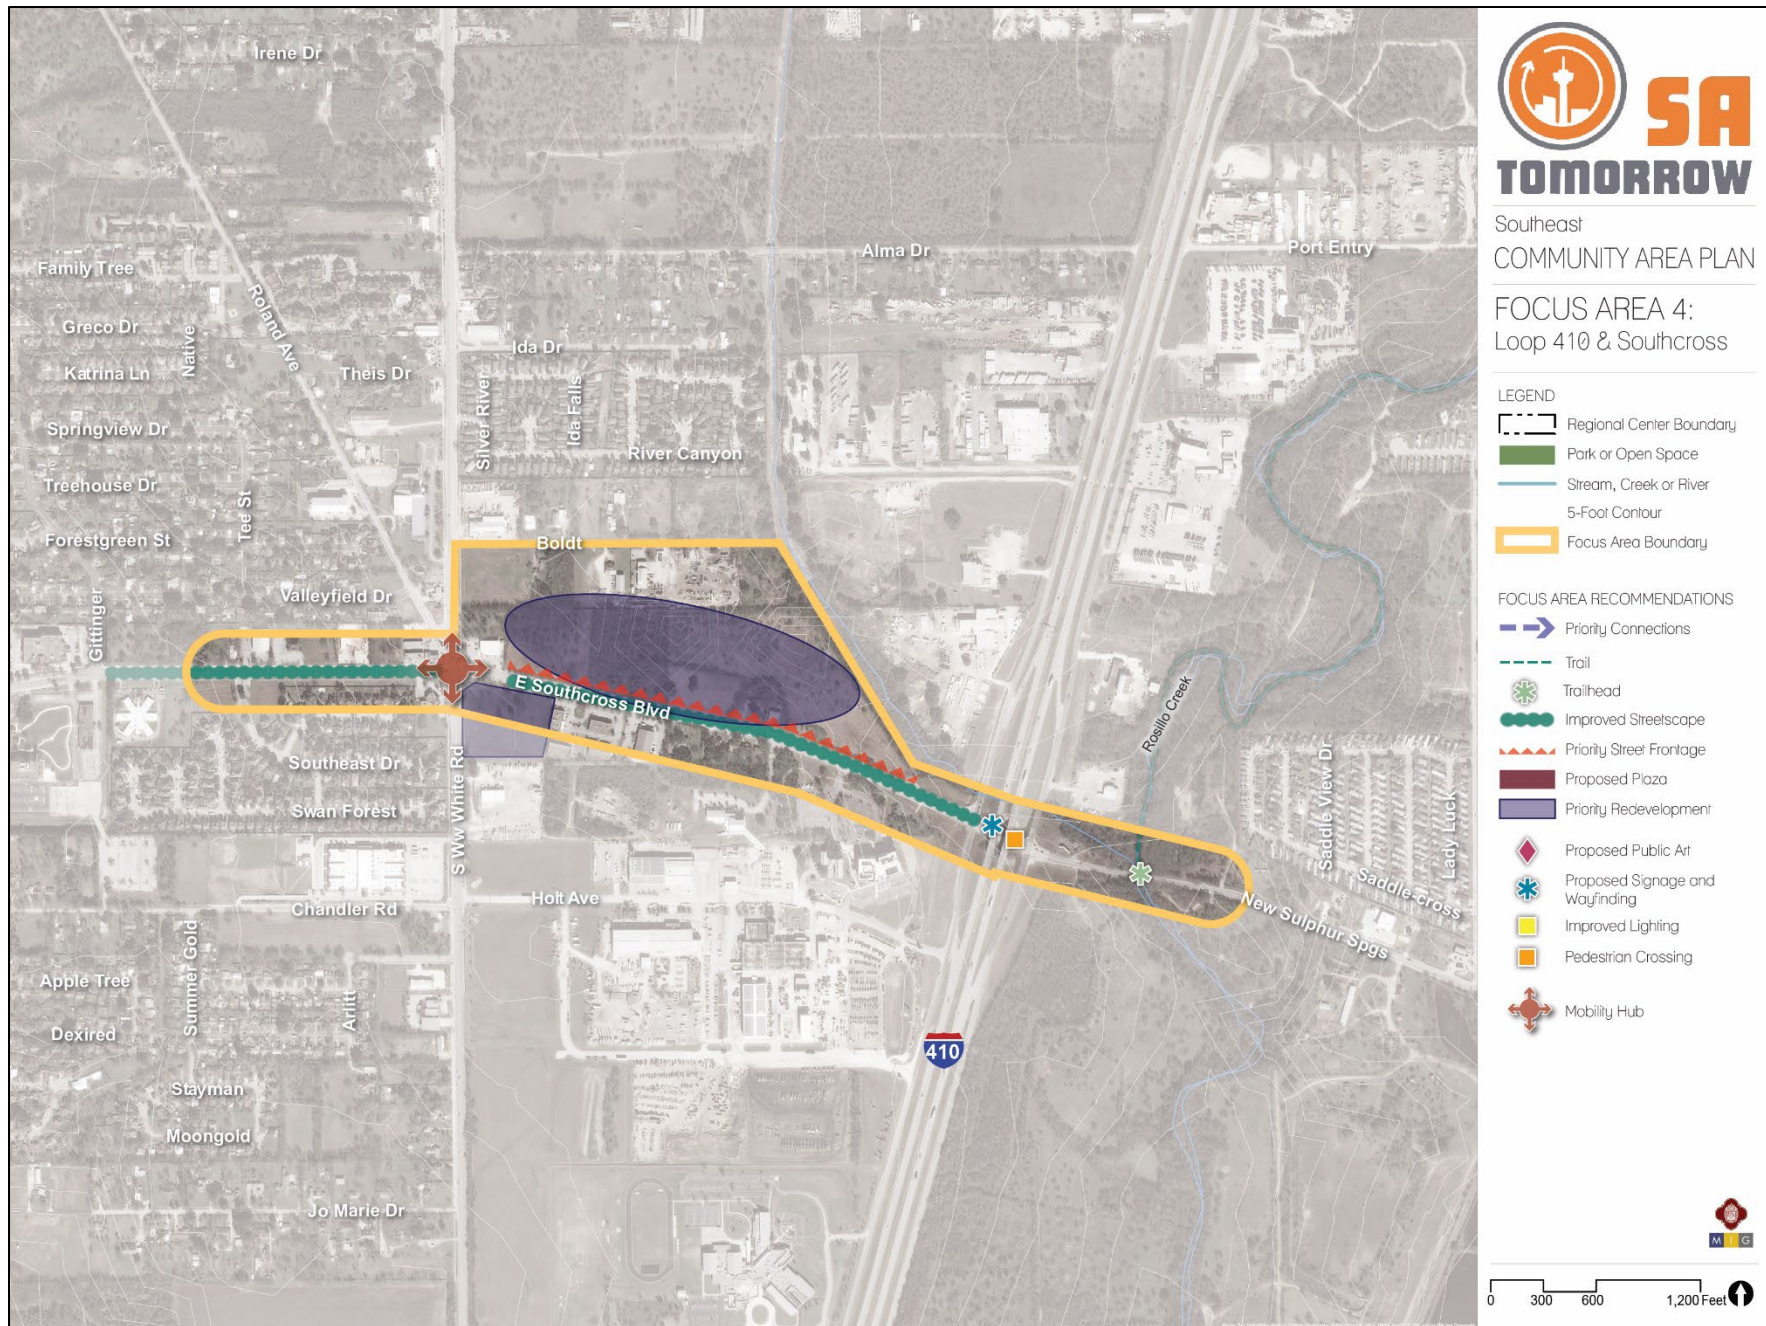 Irene Dr
Family Tree
Roland Ave
Alma Dr
Port Entry
Greco Dr
Native
Katrina Ln
Theis Dr
Ida Dr
Silver River
Ida Falls
Springview Dr
River Canyon
Treehouse Dr
Tee St
Forestgreen St
Boldt
Valleyfield Dr
Gittinger
E Southcross Blvd
Rosillo Creek
Southeast Dr
S Ww White Rd
Swan Forest
Saddle View Dr
Lady Luck
Saddle-cross
New Sulphur Spgs
Chandler Rd
Holt Ave
Summer Gold
Apple Tree
Arlitt
Dexired
410
Stayman
Moongold
Jo Marie Dr
SA
TOMORROW
Southeast
COMMUNITY AREA PLAN
FOCUS AREA 4:
Loop 410 & Southcross
LEGEND
Regional Center Boundary
Park or Open Space
Stream, Creek or River
5-Foot Contour
Focus Area Boundary
FOCUS AREA RECOMMENDATIONS
Priority Connections
Trail
Trailhead
Improved Streetscape
Priority Street Frontage
Proposed Plaza
Priority Redevelopment
Proposed Public Art
Proposed Signage and
Wayfinding
Improved Lighting
Pedestrian Crossing
Mobility Hub
M I G
0 300 600 1,200 Feet